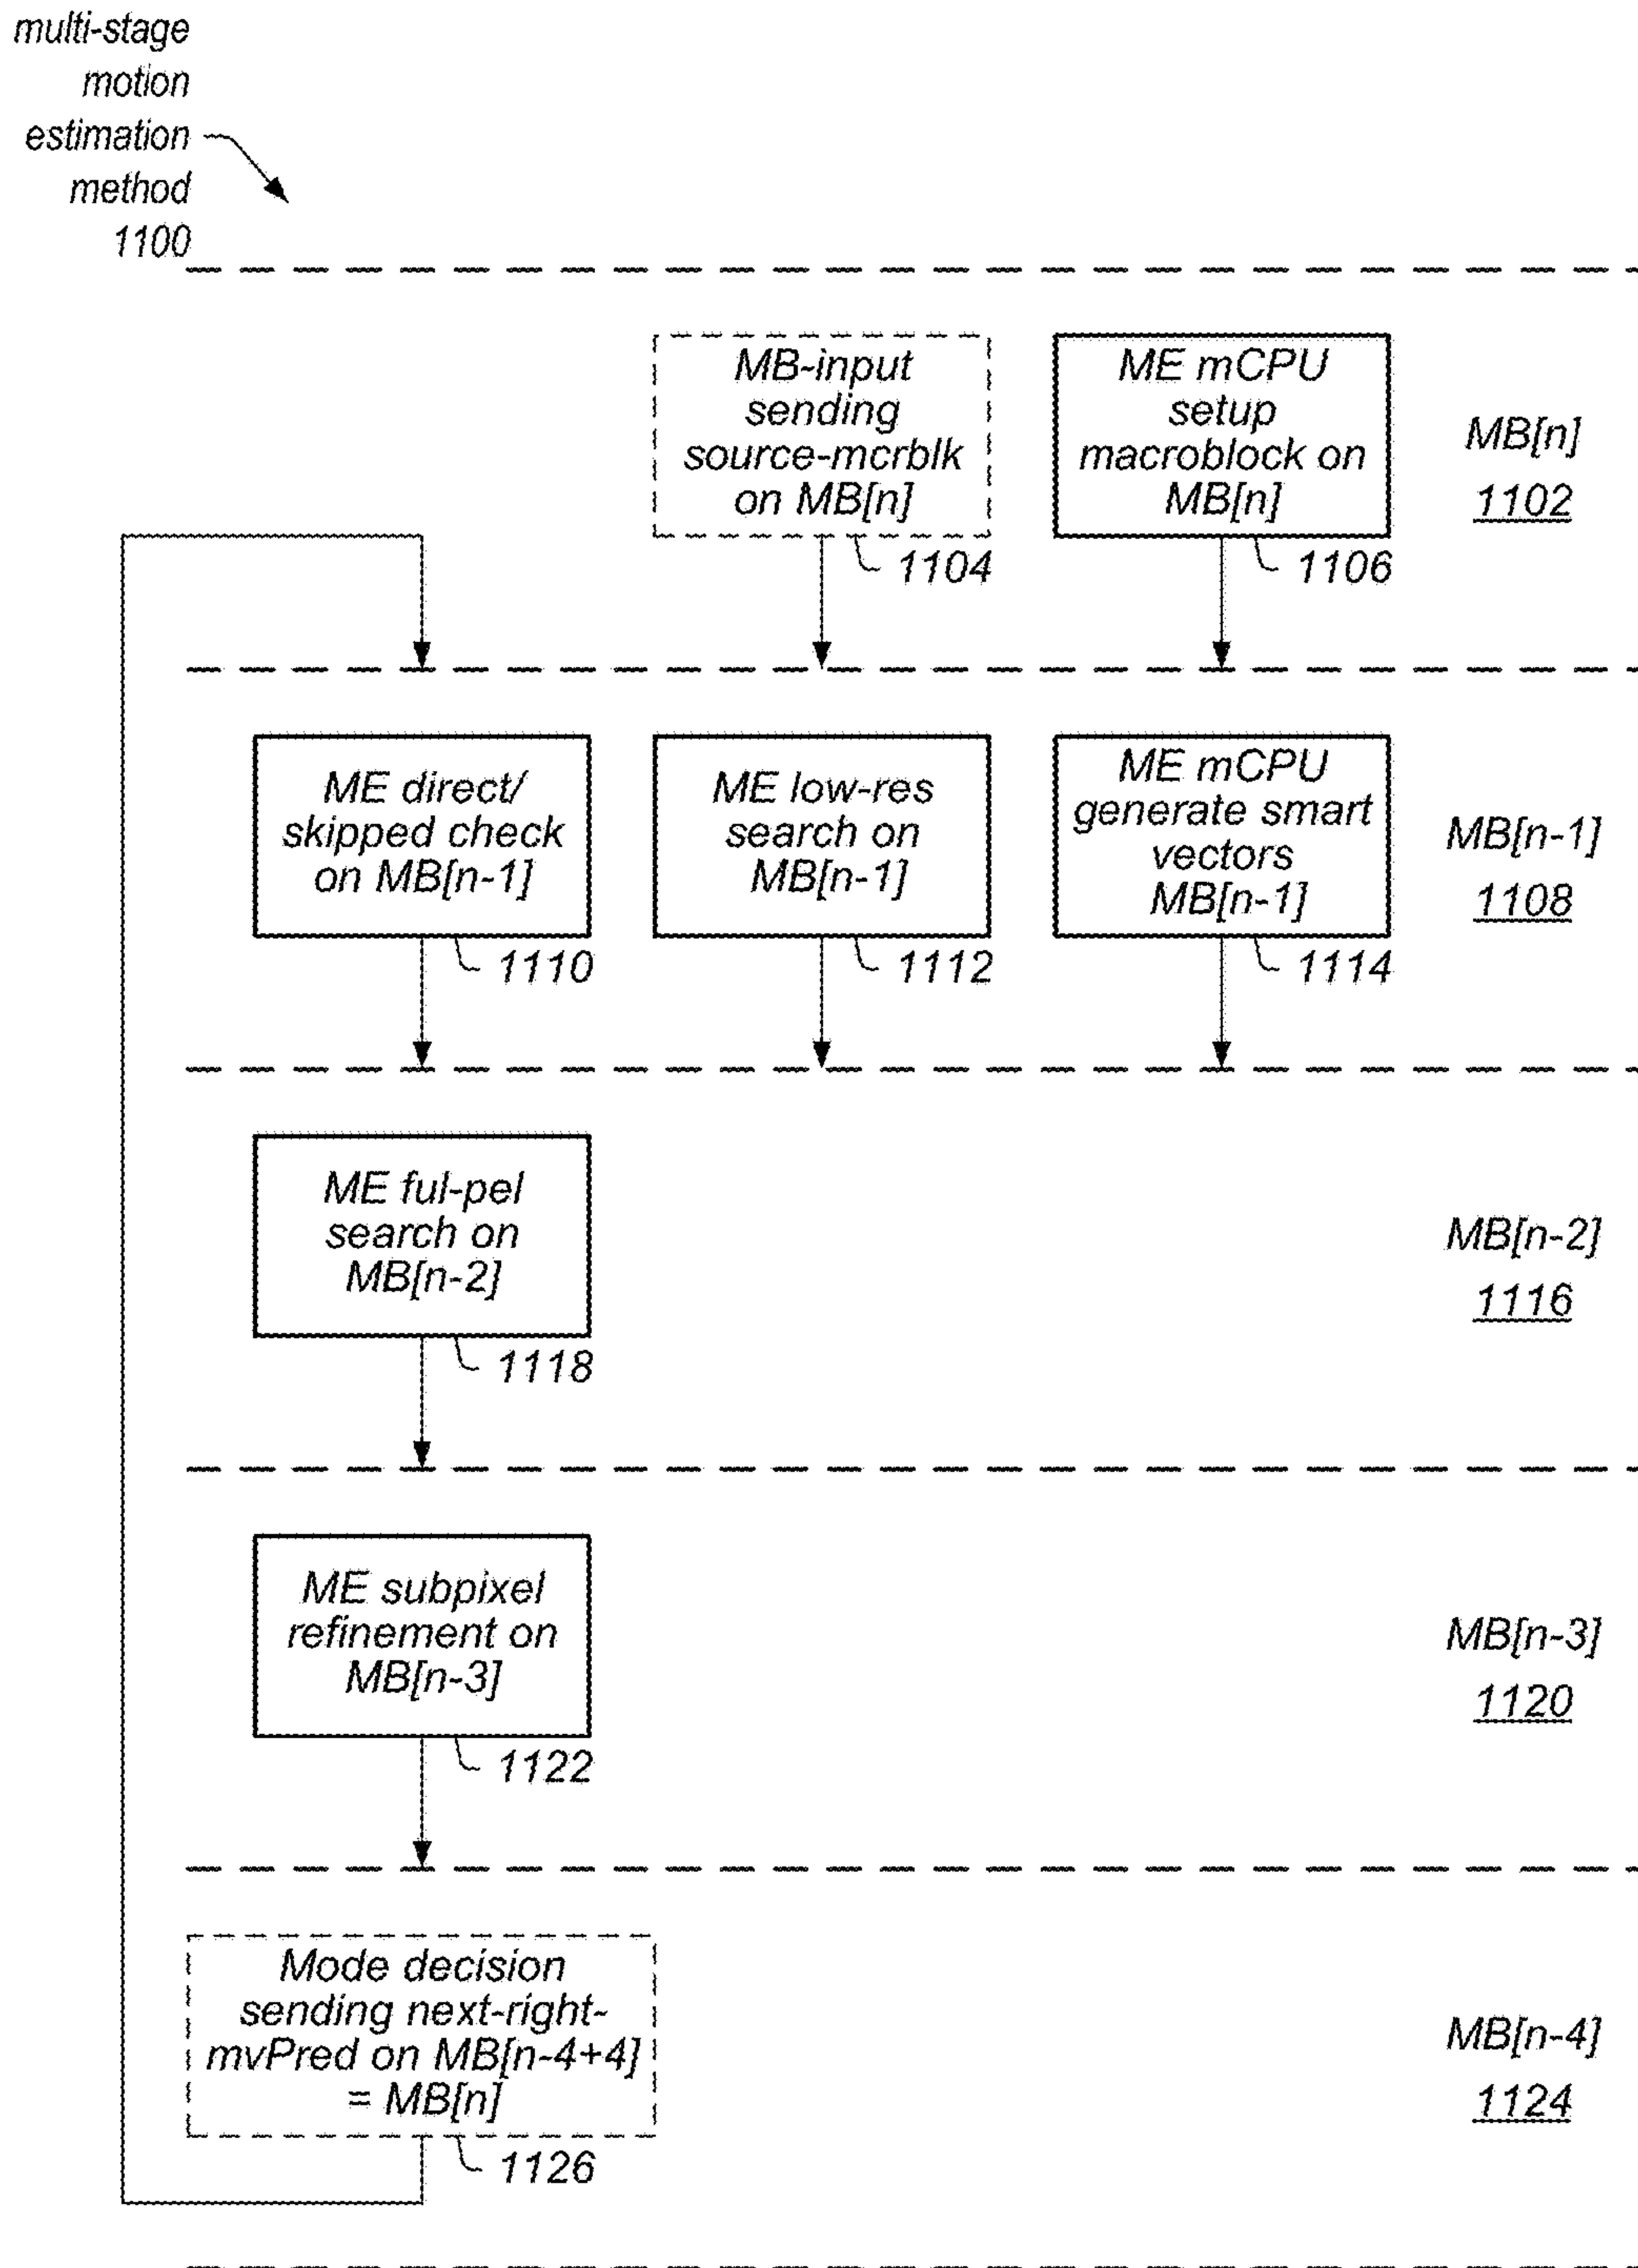 multi-stage
motion
estimation
method
1100
MB-input
sending
source-mcrblk
on MB[n]
1104
ME mCPU
setup
macroblock on
MB[n]
1106
MB[n]
1102
ME direct/
skipped check
on MB[n-1]
1110
ME low-res
search on
MB[n-1]
1112
ME mCPU
generate smart
vectors
MB[n-1]
1114
MB[n-1]
1108
ME ful-pel
search on
MB[n-2]
1118
MB[n-2]
1116
ME subpixel
refinement on
MB[n-3]
1122
MB[n-3]
1120
Mode decision
sending next-right-
mvPred on MB[n-4+4]
= MB[n]
1126
MB[n-4]
1124